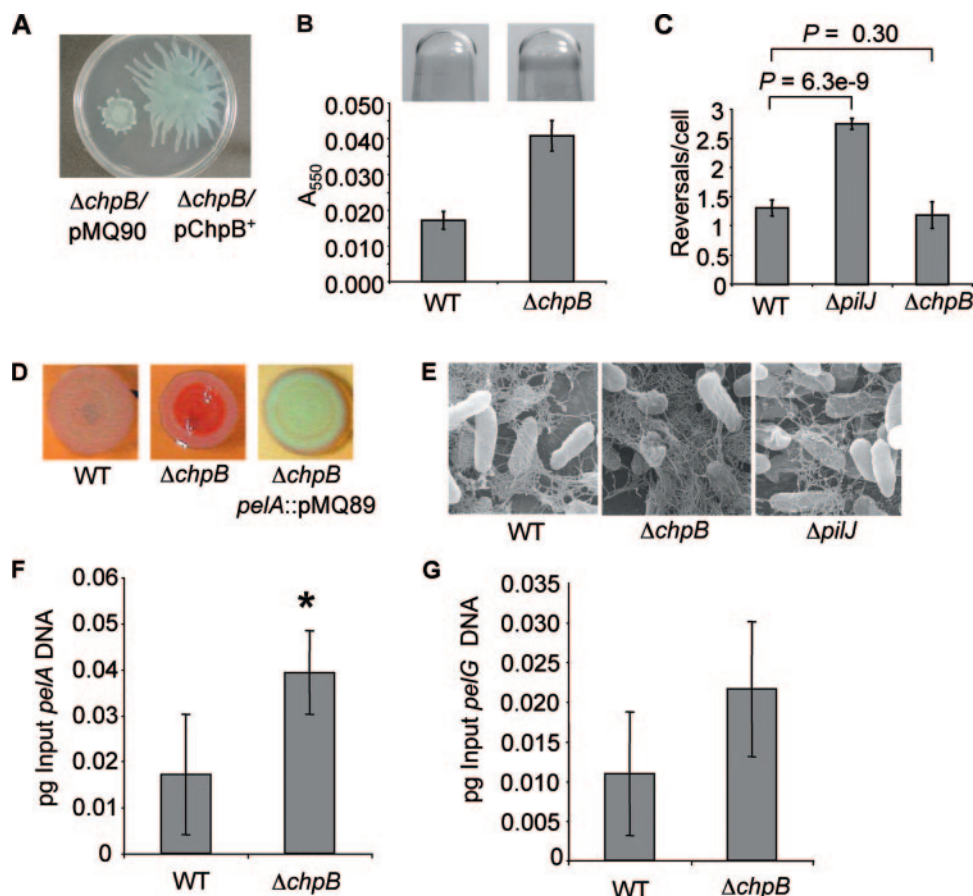 A
ΔchpB/
pMQ90
ΔchpB/
pChpB+
B
A550
0.050
0.040
0.030
0.020
0.010
0.000
WT
ΔchpB
C
P = 0.30
P = 6.3e-9
Reversals/cell
3
2.5
2
1.5
1
0.5
0
WT
ΔpilJ
ΔchpB
D
WT
ΔchpB
ΔchpB
pelA::pMQ89
E
WT
ΔchpB
ΔpilJ
F
pg Input pelA DNA
0.06
0.05
0.04
0.03
0.02
0.01
0
*
WT
ΔchpB
G
pg Input pelG DNA
0.035
0.030
0.025
0.020
0.015
0.010
0.005
0.000
WT
ΔchpB